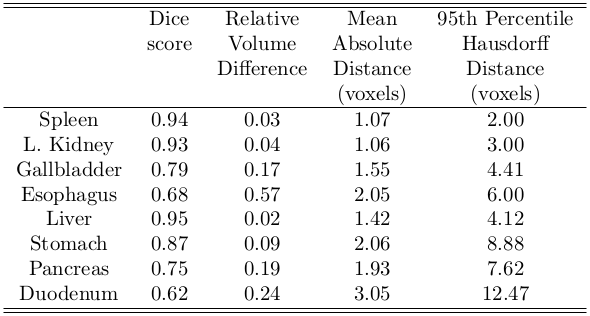 Dice Relative Mean 95th Percentile
score Volume Absolute Hausdorff
Difference Distance Distance
(voxels) (voxels)
Spleen 0.94 0.03 1.07 2.00
L. Kidney 0.93 0.04 1.06 3.00
Gallbladder 0.79 0.17 1.55 4.41
Esophagus 0.68 0.57 2.05 6.00
Liver 0.95 0.02 1.42 4.12
Stomach 0.87 0.09 2.06 8.88
Pancreas 0.75 0.19 1.93 7.62
Duodenum 0.62 0.24 3.05 12.47